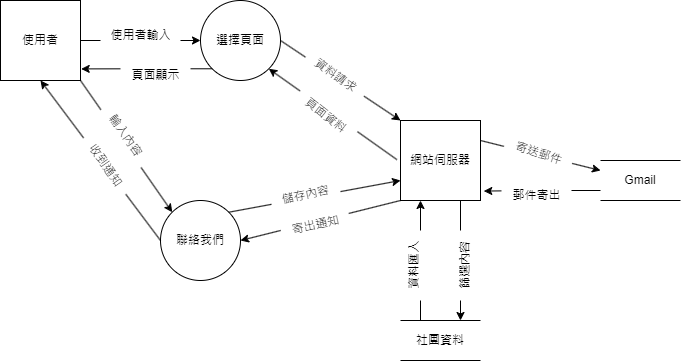 使用者
使用者輸入
選擇頁面
頁面顯示
資料請求
頁面資料
輸入內容
收到通知
網站伺服器
寄送郵件
Gmail
郵件寄出
儲存內容
寄出通知
聯絡我們
資料匯入
篩選內容
社團資料